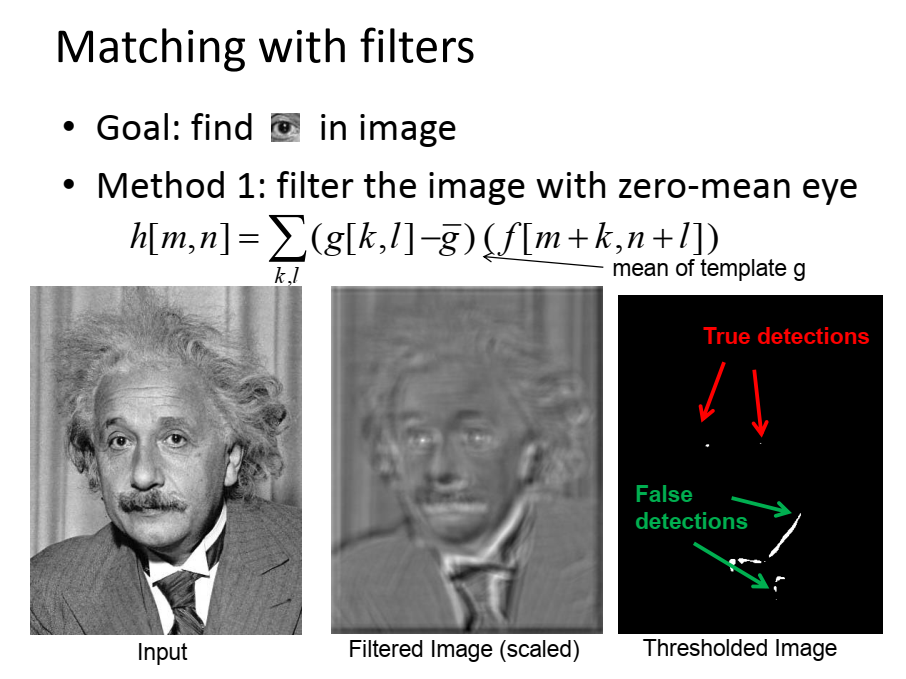 Matching with filters
• Goal: find in image
• Method 1: filter the image with zero-mean eye
h[m,n] = ∑ (g[k,l] − g̅) (f[m+k,n+l])
k,l
mean of template g
True detections
False
detections
Input
Filtered Image (scaled)
Thresholded Image